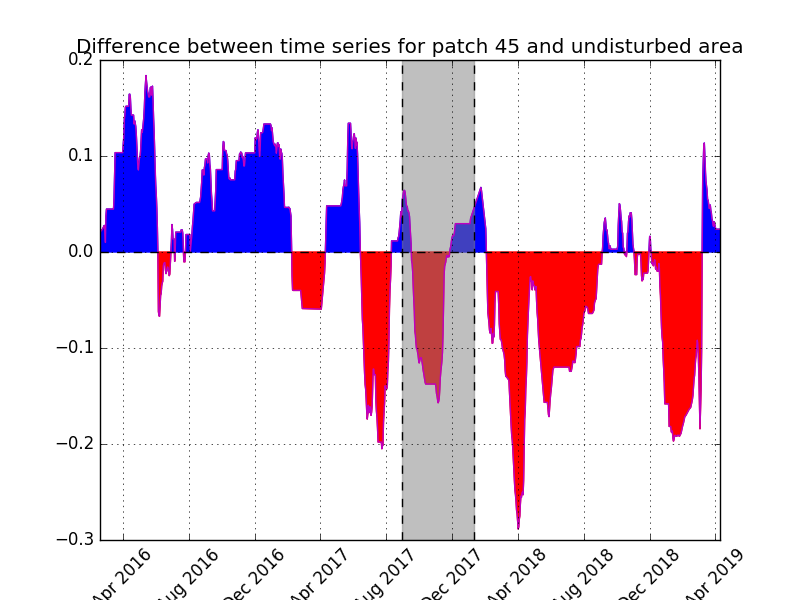 Difference between time series for patch 45 and undisturbed area
0.2
0.1
0.0
−0.1
−0.2
−0.3
Apr 2016
Aug 2016
Dec 2016
Apr 2017
Aug 2017
Dec 2017
Apr 2018
Aug 2018
Dec 2018
Apr 2019